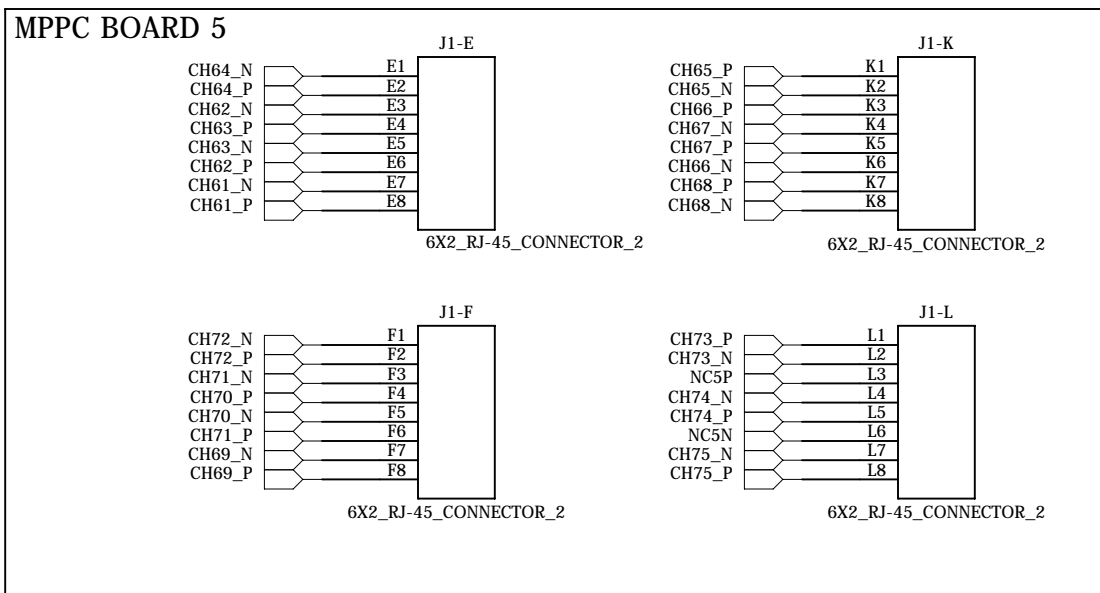 MPPC BOARD 5
J1-E
CH64_N E1
CH64_P E2
CH62_N E3
CH63_P E4
CH63_N E5
CH62_P E6
CH61_N E7
CH61_P E8
6X2_RJ-45_CONNECTOR_2
J1-K
CH65_P K1
CH65_N K2
CH66_P K3
CH67_N K4
CH67_P K5
CH66_N K6
CH68_P K7
CH68_N K8
6X2_RJ-45_CONNECTOR_2
J1-F
CH72_N F1
CH72_P F2
CH71_N F3
CH70_P F4
CH70_N F5
CH71_P F6
CH69_N F7
CH69_P F8
6X2_RJ-45_CONNECTOR_2
J1-L
CH73_P L1
CH73_N L2
NC5P L3
CH74_N L4
CH74_P L5
NC5N L6
CH75_N L7
CH75_P L8
6X2_RJ-45_CONNECTOR_2